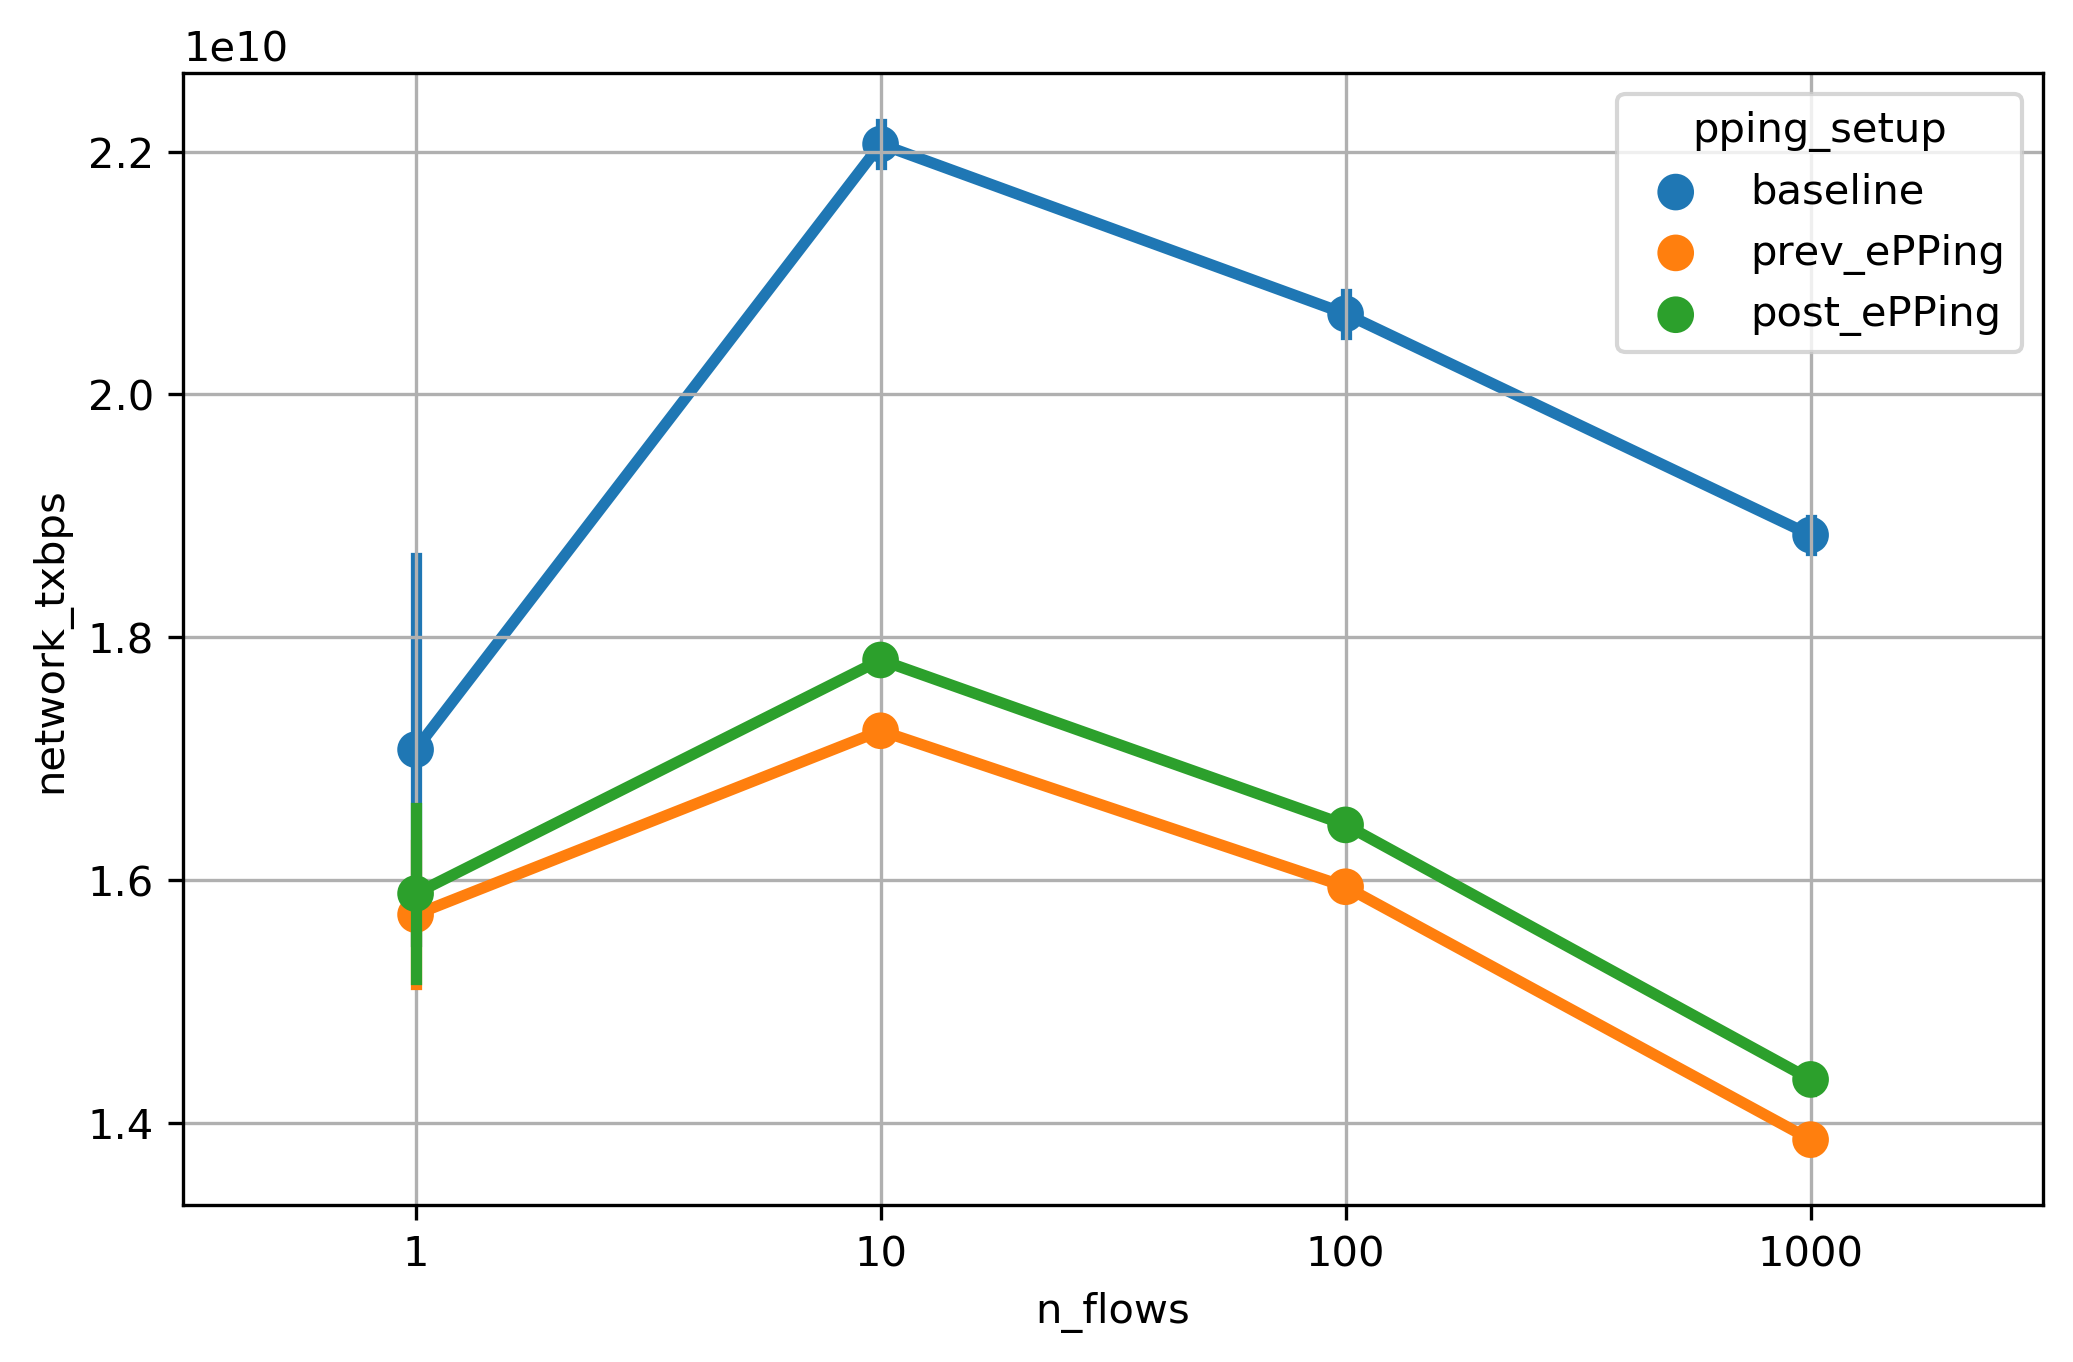 1e10
2.2
2.0
1.8
1.6
1.4
network_txbps
1
10
100
1000
n_flows
pping_setup
baseline
prev_ePPing
post_ePPing